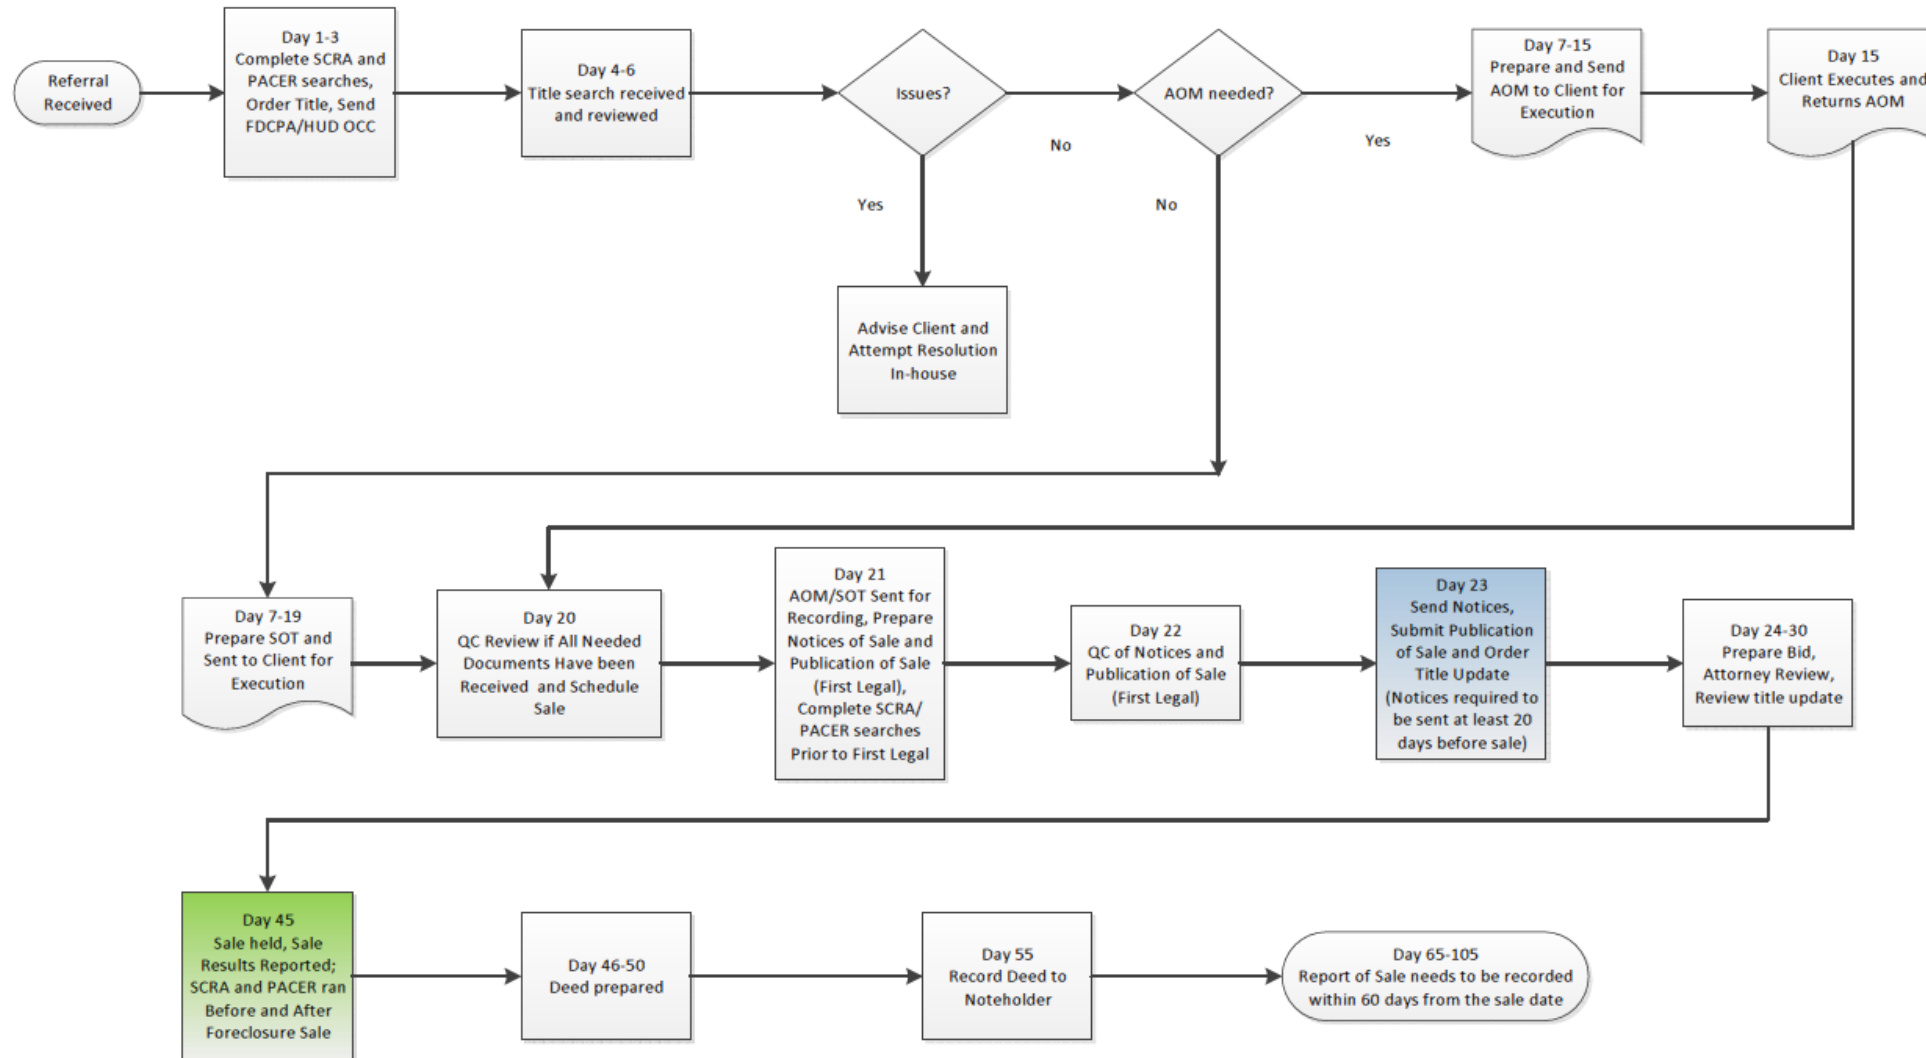 Referral
Received
Day 1-3
Complete SCRA and
PACER searches,
Order Title, Send
FDCPA/HUD OCC
Day 4-6
Title search received
and reviewed
Issues?
No
Yes
AOM needed?
Yes
No
Day 7-15
Prepare and Send
AOM to Client for
Execution
Day 15
Client Executes and
Returns AOM
Advise Client and
Attempt Resolution
In-house
Day 7-19
Prepare SOT and
Sent to Client for
Execution
Day 20
QC Review if All Needed
Documents Have been
Received and Schedule
Sale
Day 21
AOM/SOT Sent for
Recording, Prepare
Notices of Sale and
Publication of Sale
(First Legal),
Complete SCRA/
PACER searches
Prior to First Legal
Day 22
QC of Notices and
Publication of Sale
(First Legal)
Day 23
Send Notices,
Submit Publication
of Sale and Order
Title Update
(Notices required to
be sent at least 20
days before sale)
Day 24-30
Prepare Bid,
Attorney Review,
Review title update
Day 45
Sale held, Sale
Results Reported;
SCRA and PACER ran
Before and After
Foreclosure Sale
Day 46-50
Deed prepared
Day 55
Record Deed to
Noteholder
Day 65-105
Report of Sale needs to be recorded
within 60 days from the sale date